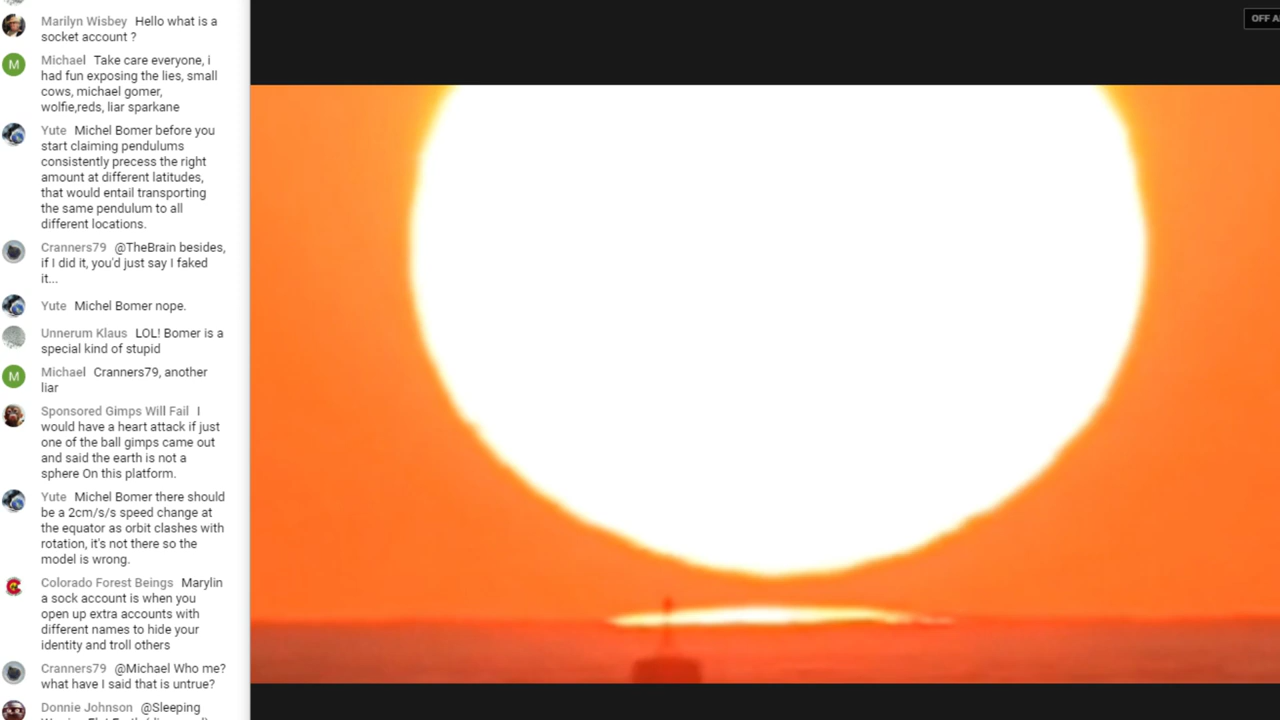 Marilyn Wisbey Hello what is a
socket account ?
M
Michael Take care everyone, i
had fun exposing the lies, small
cows, michael gomer,
wolfie,reds, liar sparkane
Yute Michel Bomer before you
start claiming pendulums
consistently precess the right
amount at different latitudes,
that would entail transporting
the same pendulum to all
different locations.
Cranners79 @TheBrain besides,
if I did it, you'd just say I faked
it...
Yute Michel Bomer nope.
Unnerum Klaus LOL! Bomer is a
special kind of stupid
M
Michael Cranners79, another
liar
Sponsored Gimps Will Fail I
would have a heart attack if just
one of the ball gimps came out
and said the earth is not a
sphere On this platform.
Yute Michel Bomer there should
be a 2cm/s/s speed change at
the equator as orbit clashes with
rotation, it's not there so the
model is wrong.
Colorado Forest Beings Marylin
a sock account is when you
open up extra accounts with
different names to hide your
identity and troll others
Cranners79 @Michael Who me?
what have I said that is untrue?
Donnie Johnson @Sleeping
OFF A